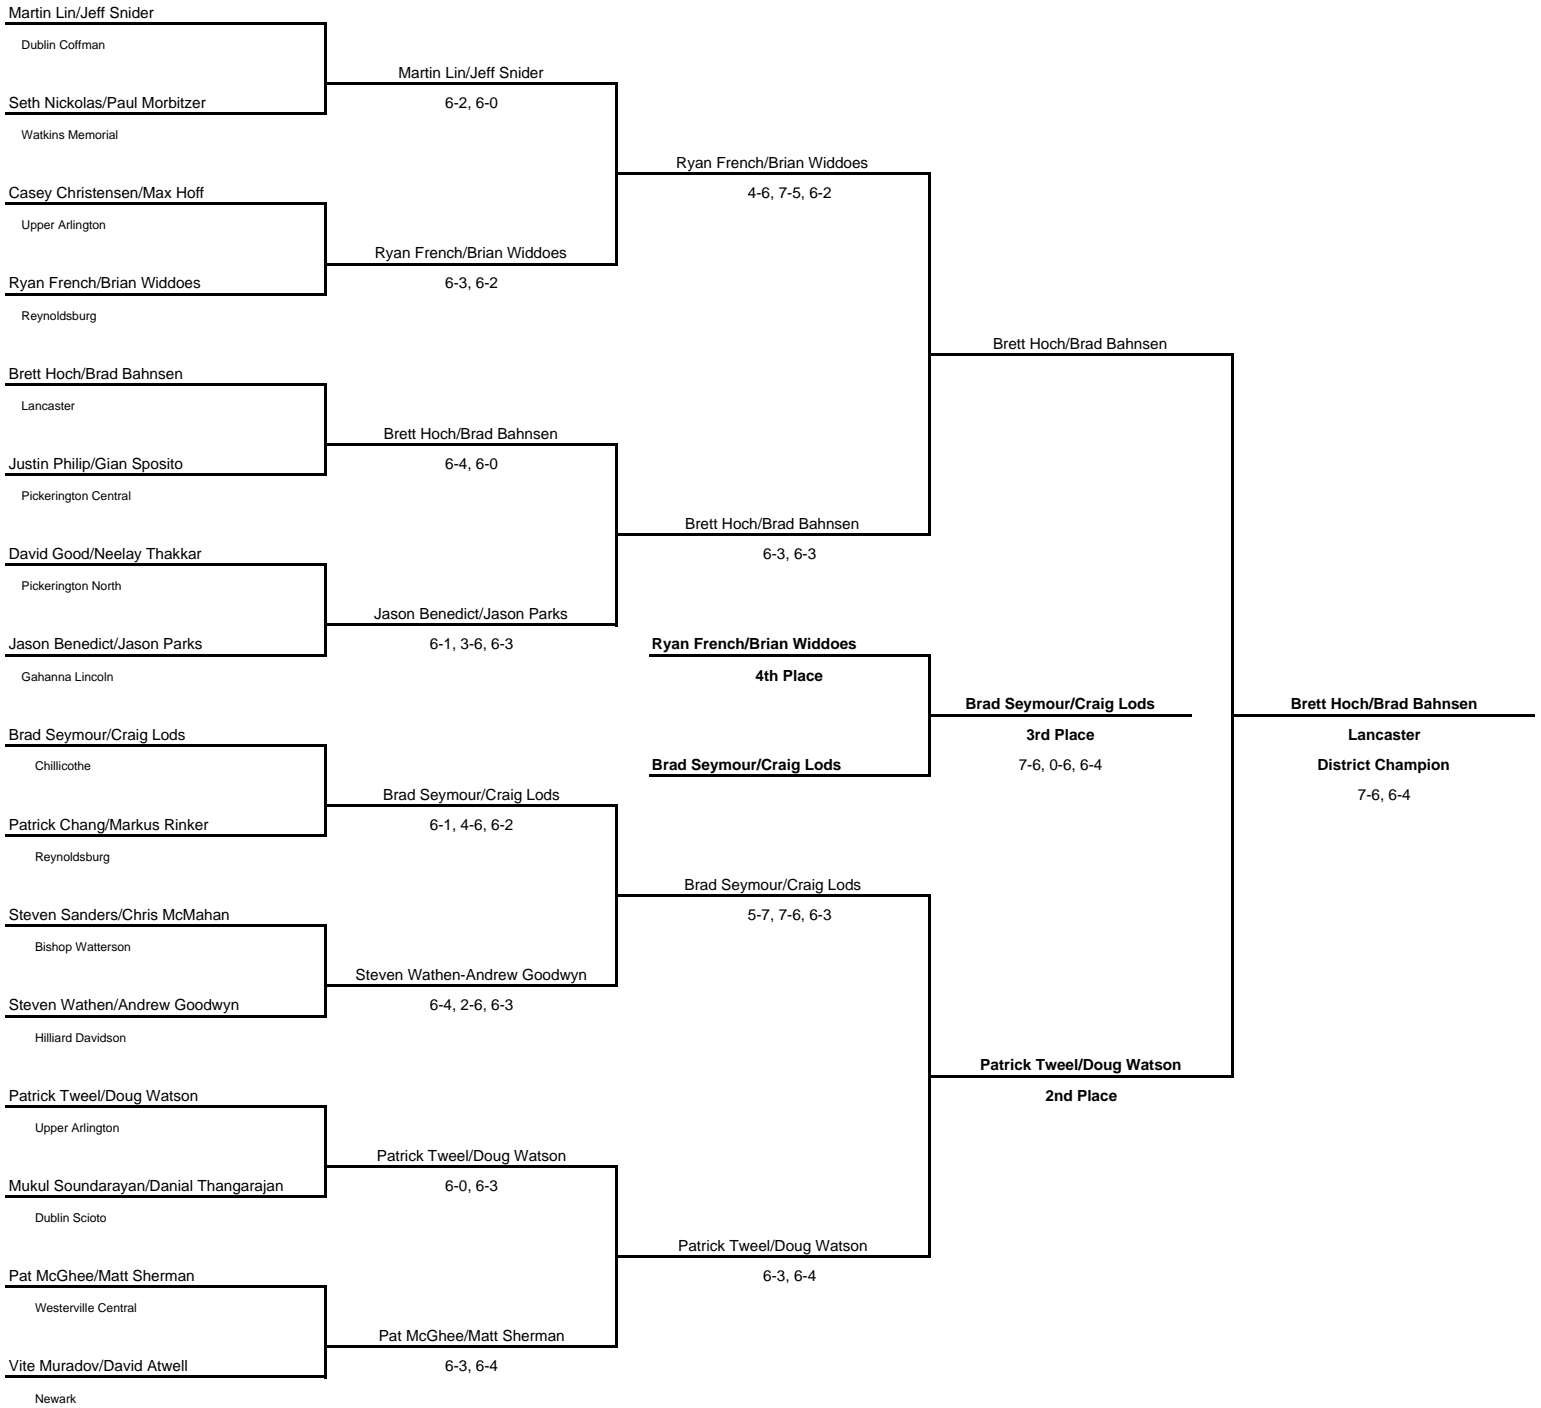 Martin Lin/Jeff Snider
Dublin Coffman
Martin Lin/Jeff Snider
Seth Nickolas/Paul Morbitzer
6-2, 6-0
Watkins Memorial
Ryan French/Brian Widdoes
Casey Christensen/Max Hoff
4-6, 7-5, 6-2
Upper Arlington
Ryan French/Brian Widdoes
Ryan French/Brian Widdoes
6-3, 6-2
Reynoldsburg
Brett Hoch/Brad Bahnsen
Brett Hoch/Brad Bahnsen
Lancaster
Brett Hoch/Brad Bahnsen
Justin Philip/Gian Sposito
6-4, 6-0
Pickerington Central
Brett Hoch/Brad Bahnsen
David Good/Neelay Thakkar
6-3, 6-3
Pickerington North
Jason Benedict/Jason Parks
Jason Benedict/Jason Parks
6-1, 3-6, 6-3
Ryan French/Brian Widdoes
Gahanna Lincoln
4th Place
Brad Seymour/Craig Lods
Brett Hoch/Brad Bahnsen
Brad Seymour/Craig Lods
3rd Place
Lancaster
Chillicothe
Brad Seymour/Craig Lods
7-6, 0-6, 6-4
District Champion
Brad Seymour/Craig Lods
7-6, 6-4
Patrick Chang/Markus Rinker
6-1, 4-6, 6-2
Reynoldsburg
Brad Seymour/Craig Lods
Steven Sanders/Chris McMahan
5-7, 7-6, 6-3
Bishop Watterson
Steven Wathen-Andrew Goodwyn
Steven Wathen/Andrew Goodwyn
6-4, 2-6, 6-3
Hilliard Davidson
Patrick Tweel/Doug Watson
Patrick Tweel/Doug Watson
2nd Place
Upper Arlington
Patrick Tweel/Doug Watson
Mukul Soundarayan/Danial Thangarajan
6-0, 6-3
Dublin Scioto
Patrick Tweel/Doug Watson
Pat McGhee/Matt Sherman
6-3, 6-4
Westerville Central
Pat McGhee/Matt Sherman
Vite Muradov/David Atwell
6-3, 6-4
Newark